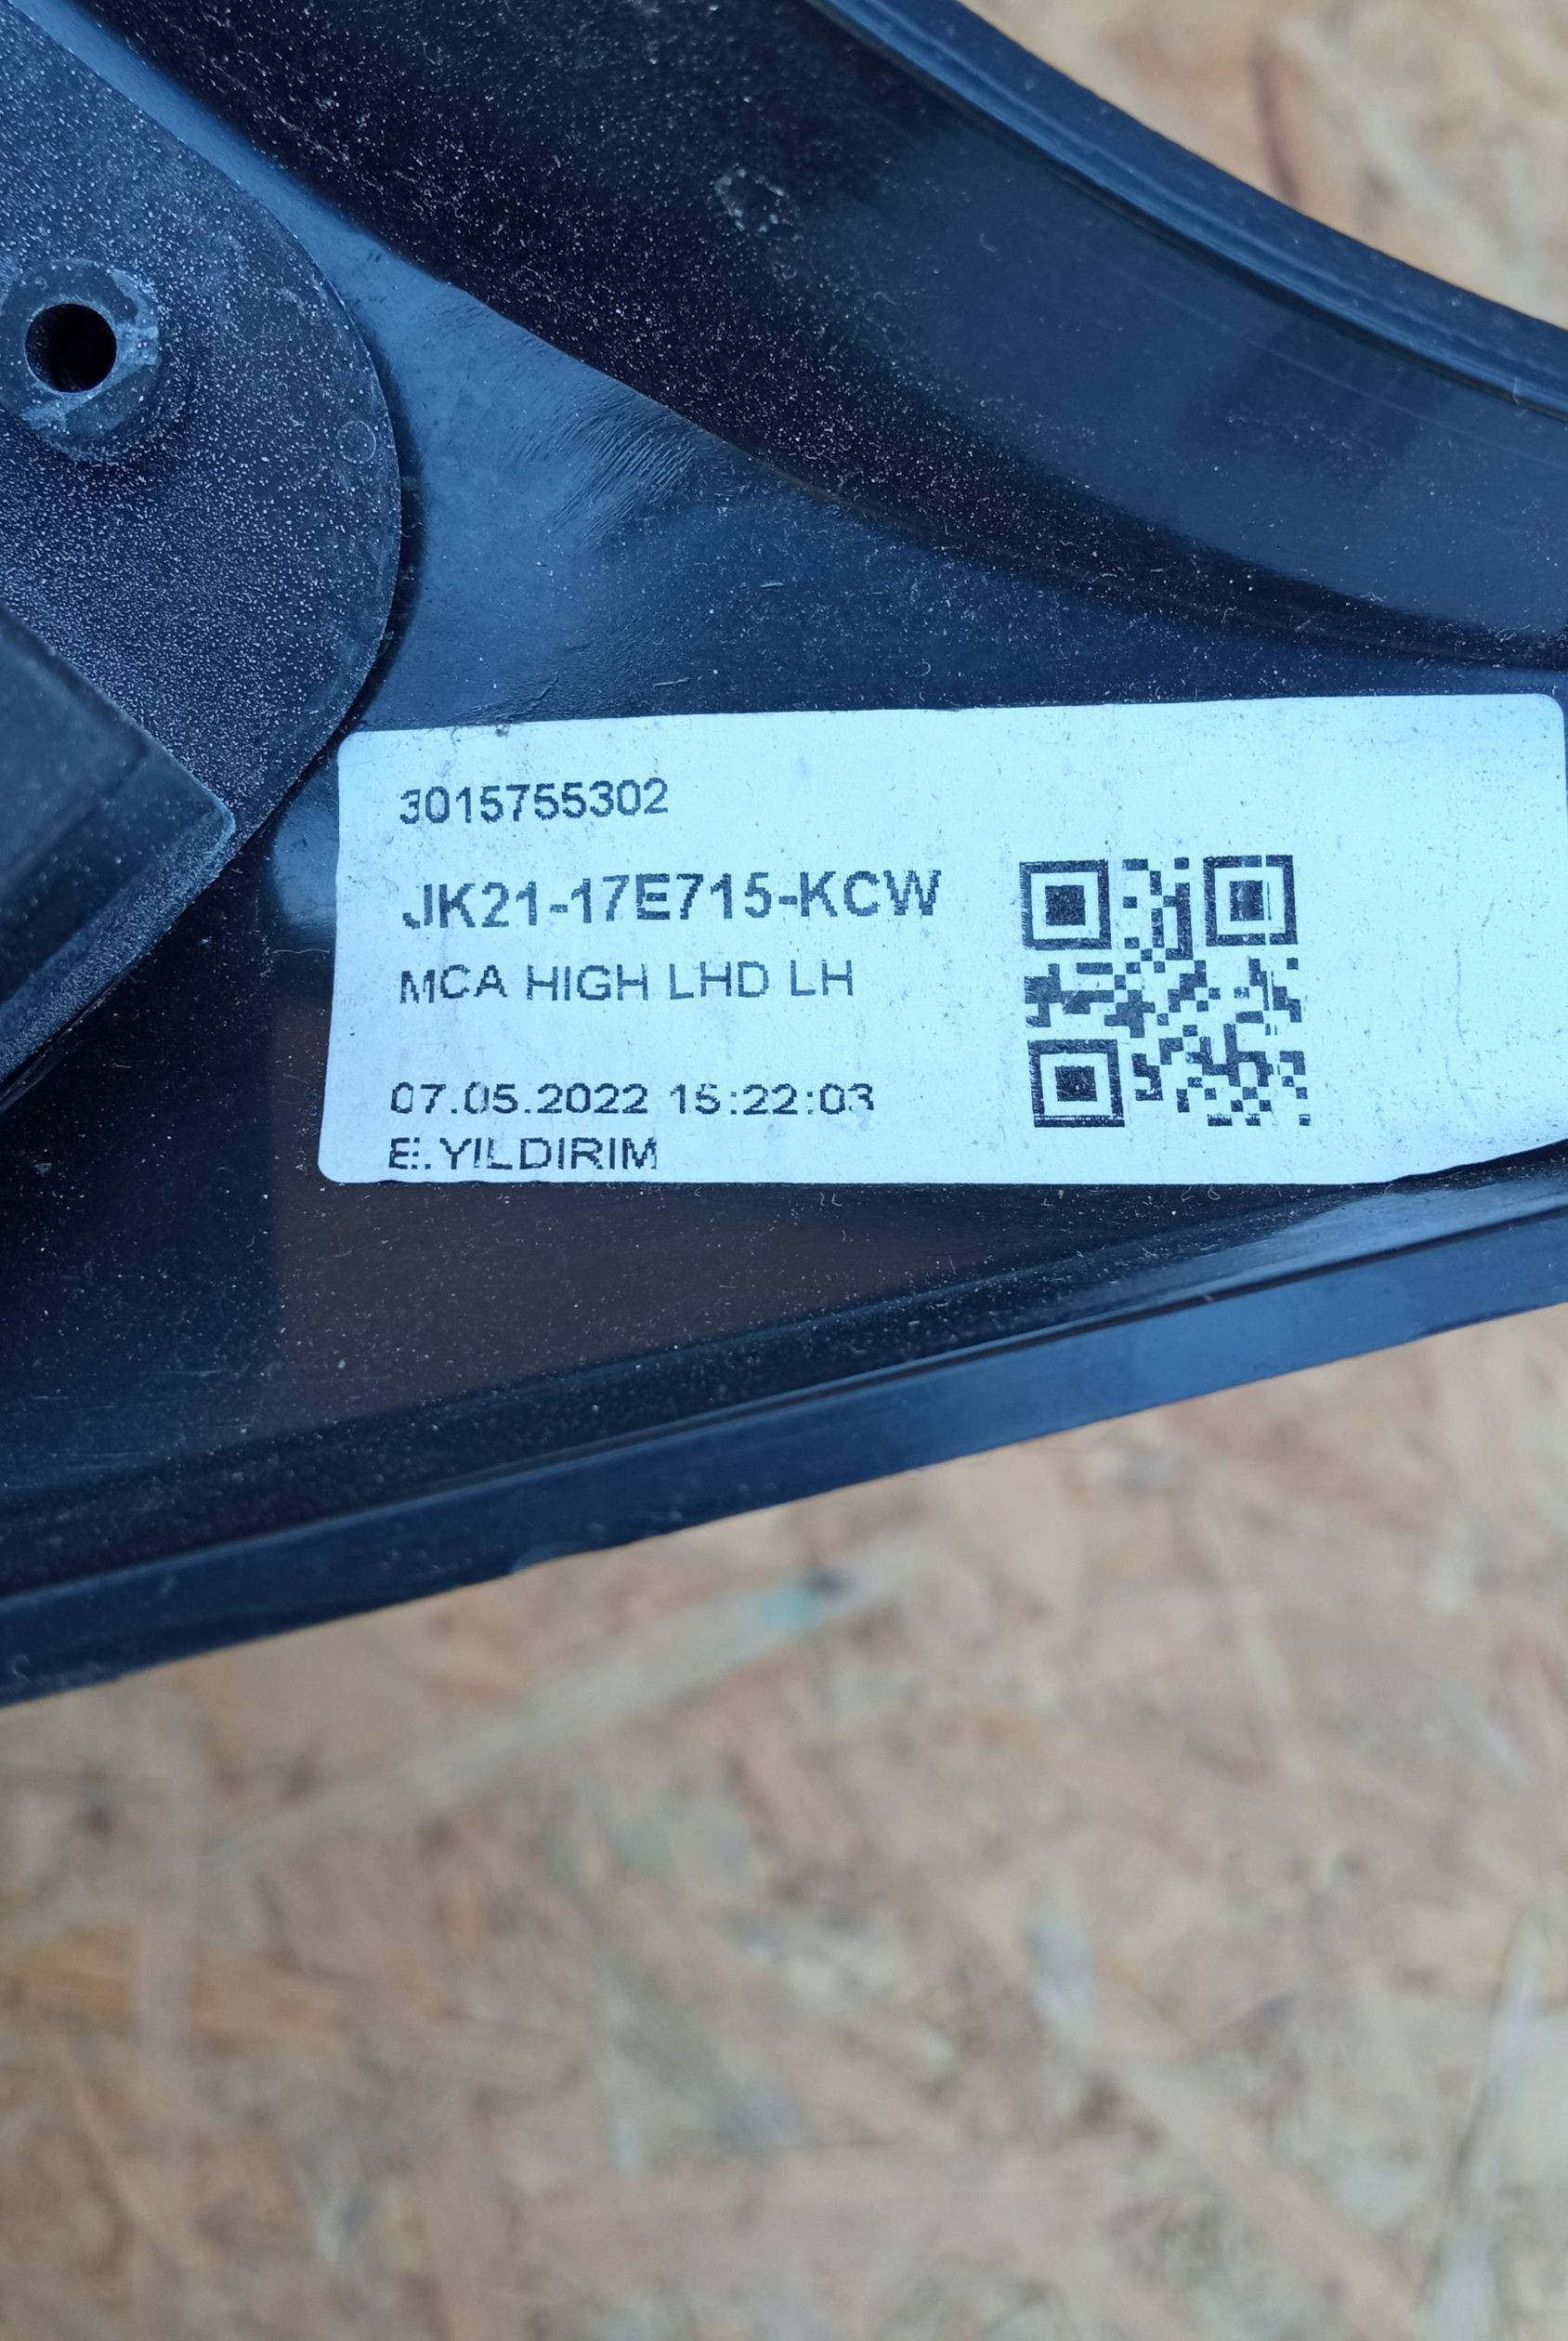 3015755302
JK21-17E715-KCW
MCA HIGH LHD LH
07.05.2022 15:22:03
E.YILDIRIM